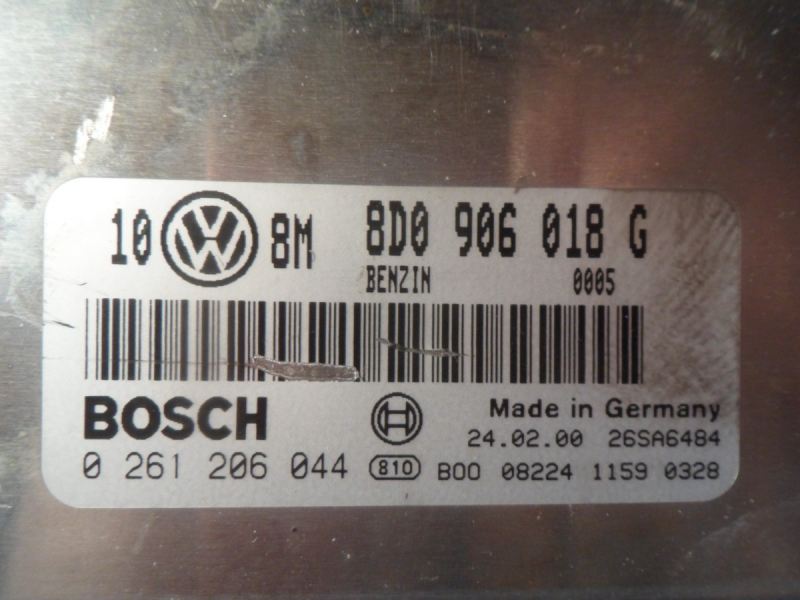 10 VW 8M 8D0 906 018 G
BENZIN 0005
BOSCH Made in Germany
24.02.00 26SA6484
0 261 206 044 810 B00 08224 1159 0328